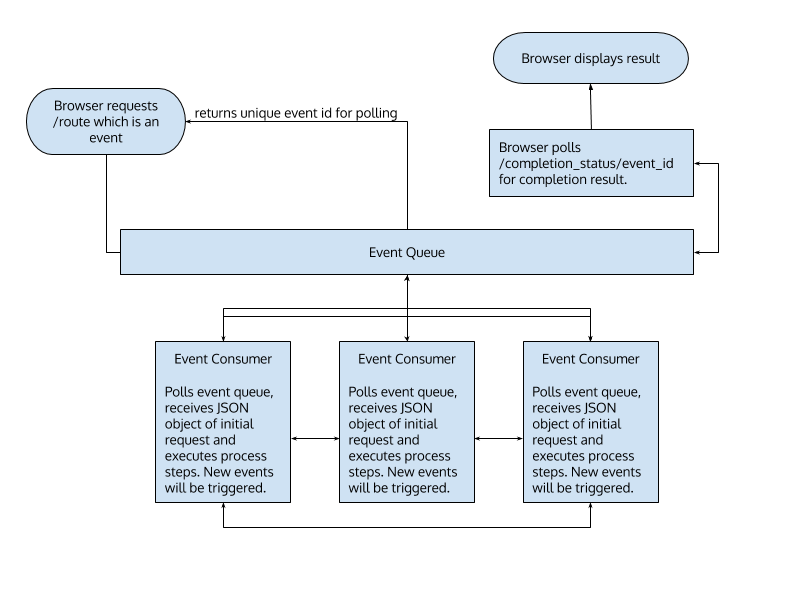 Browser displays result
Browser requests
/route which is an
event
returns unique event id for polling
Browser polls
/completion_status/event_id
for completion result.
Event Queue
Event Consumer
Polls event queue,
receives JSON
object of initial
request and
executes process
steps. New events
will be triggered.
Event Consumer
Polls event queue,
receives JSON
object of initial
request and
executes process
steps. New events
will be triggered.
Event Consumer
Polls event queue,
receives JSON
object of initial
request and
executes process
steps. New events
will be triggered.